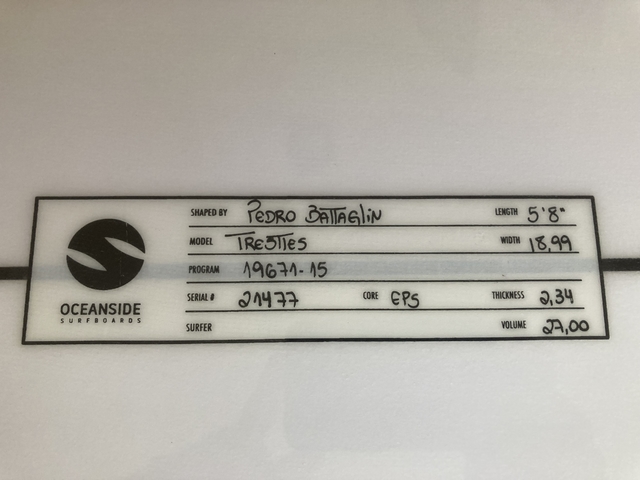 SHAPED BY PEDRO BATTAGLIN LENGTH 5'8"
MODEL TRE3TLES WIDTH 18,99
PROGRAM 19671-15
SERIAL # 21477 CORE EPS THICKNESS 2,34
SURFER VOLUME 27,00
OCEANSIDE
SURFBOARDS